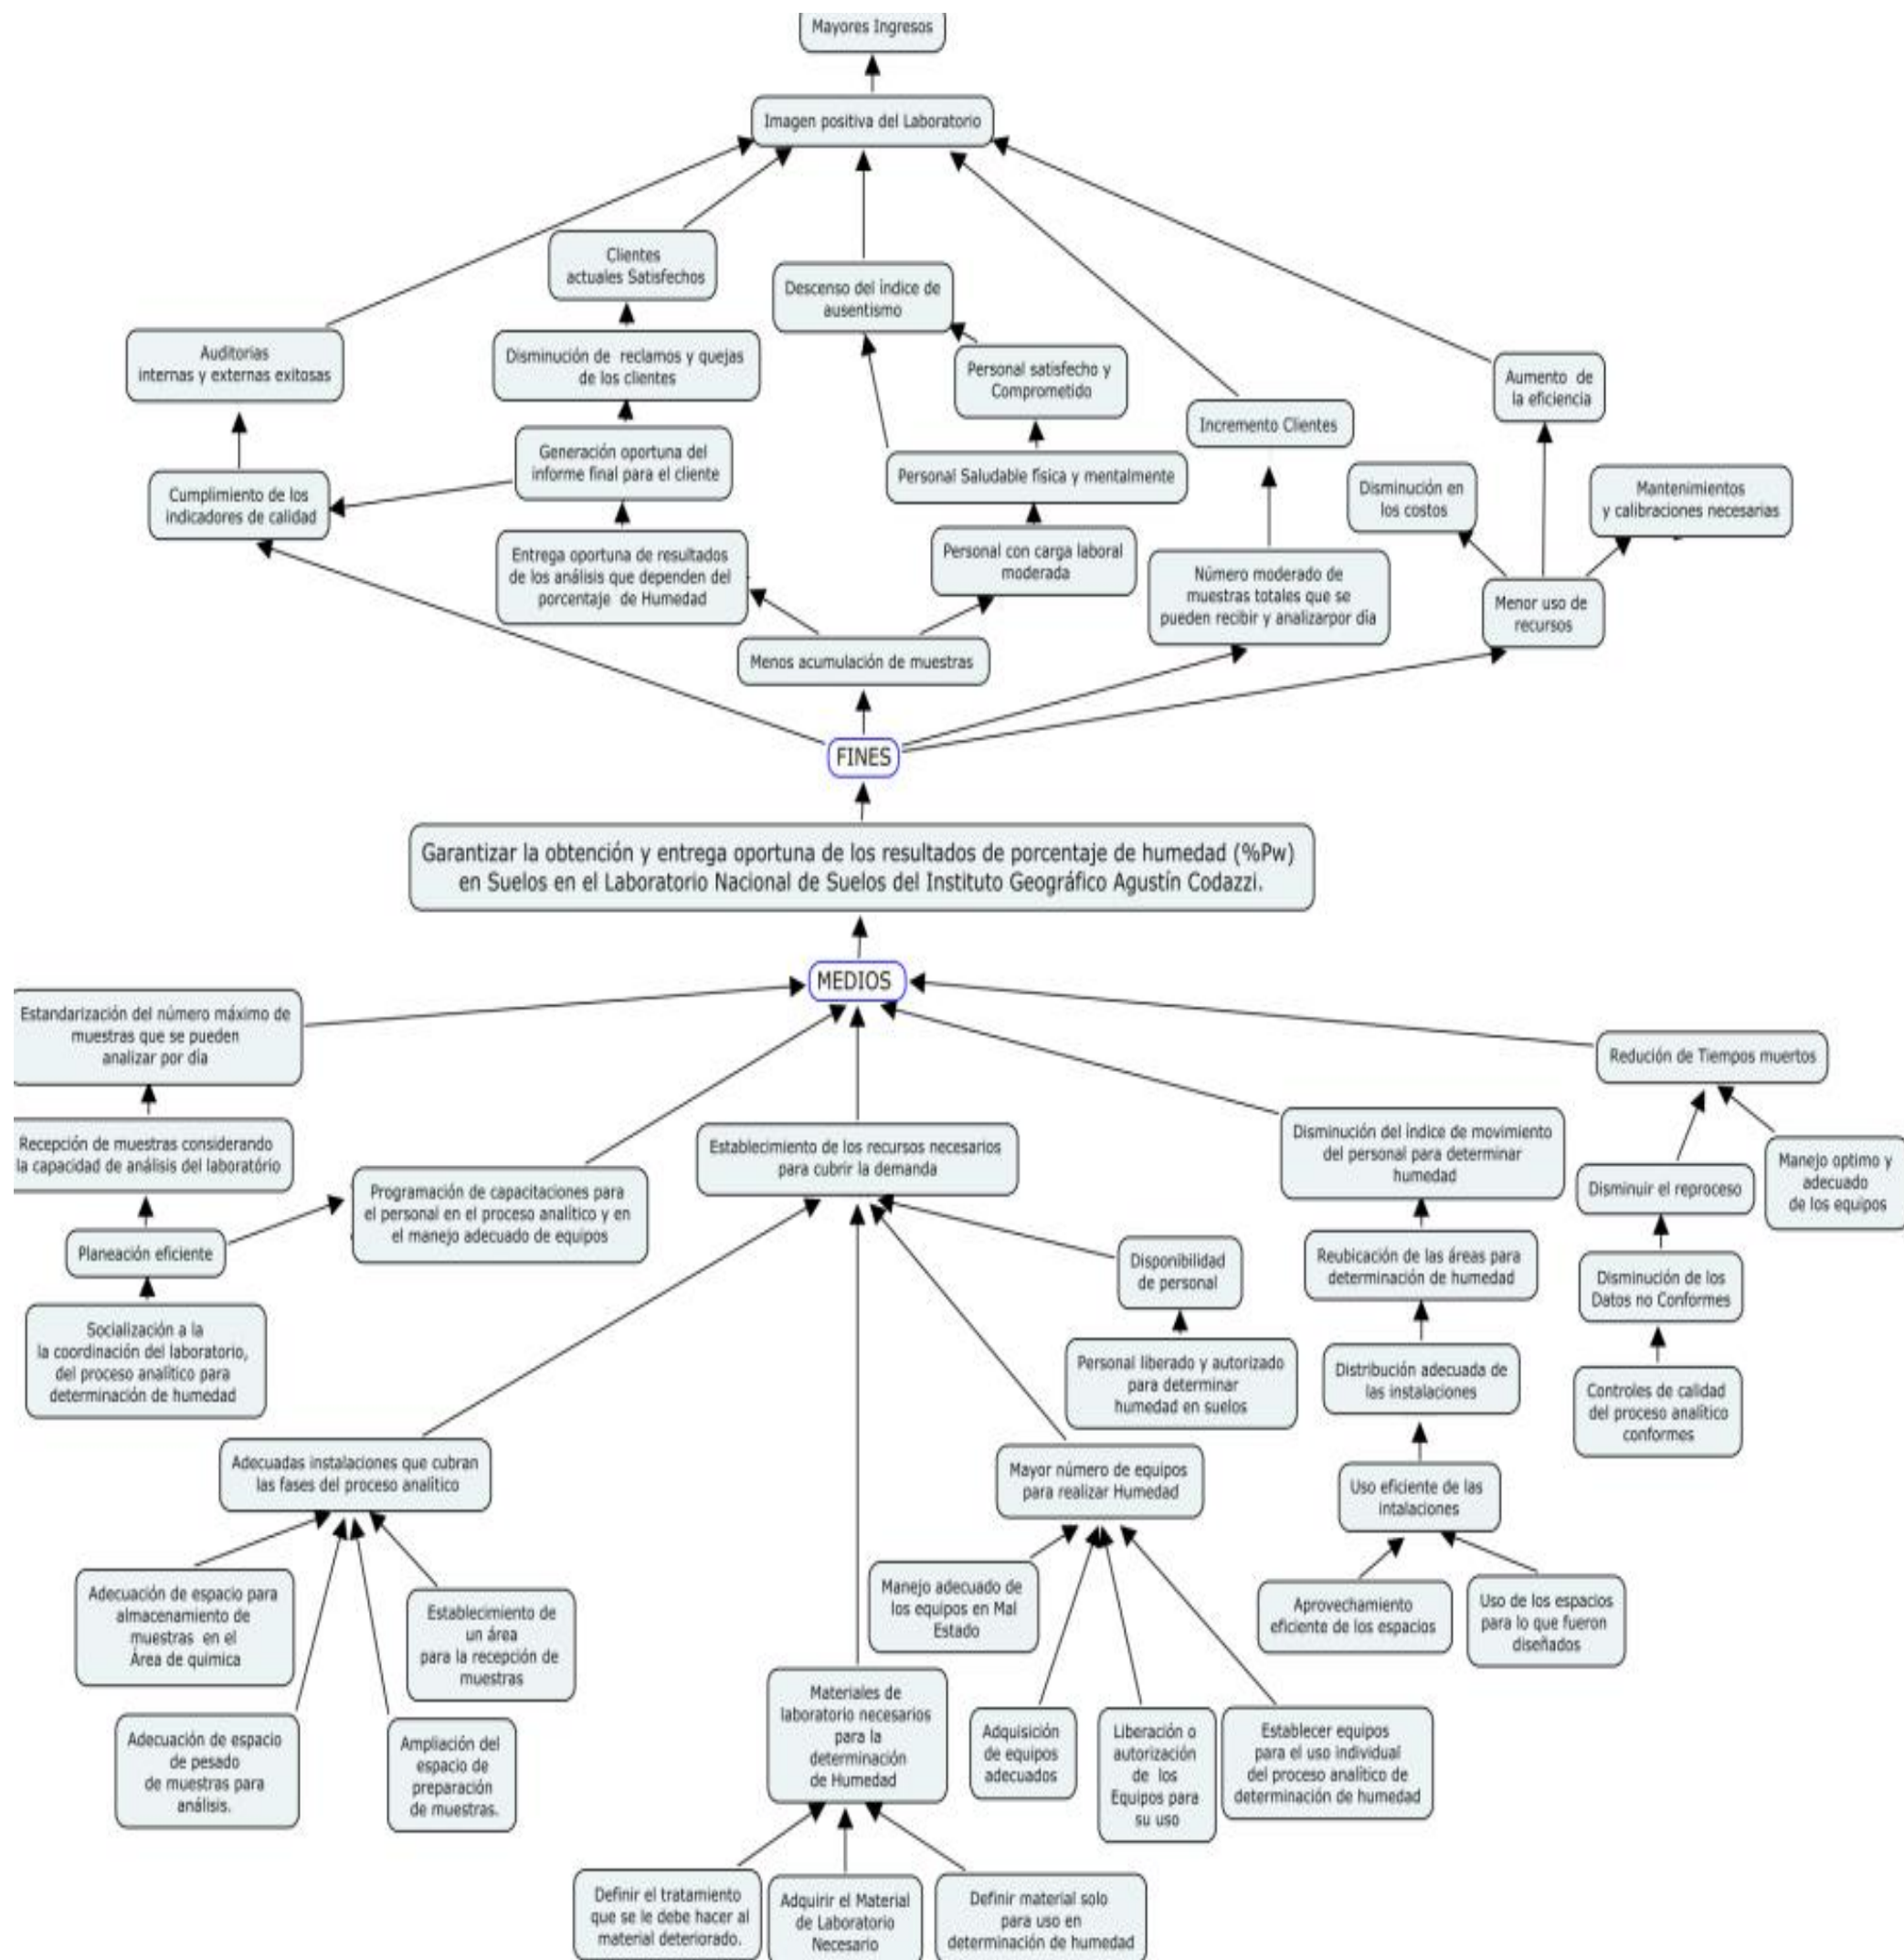 Mayores Ingresos
Imagen positiva del Laboratorio
Clientes
actuales Satisfechos
Descenso del índice de
ausentismo
Auditorias
internas y externas exitosas
Disminución de reclamos y quejas
de los clientes
Personal satisfecho y
Comprometido
Aumento de
la eficiencia
Incremento Clientes
Generación oportuna del
informe final para el cliente
Personal Saludable física y mentalmente
Cumplimiento de los
indicadores de calidad
Disminución en
los costos
Mantenimientos
y calibraciones necesarias
Entrega oportuna de resultados
de los análisis que dependen del
porcentaje de Humedad
Personal con carga laboral
moderada
Número moderado de
muestras totales que se
pueden recibir y analizarpor día
Menor uso de
recursos
Menos acumulación de muestras
FINES
Garantizar la obtención y entrega oportuna de los resultados de porcentaje de humedad (%Pw)
en Suelos en el Laboratorio Nacional de Suelos del Instituto Geográfico Agustín Codazzi.
MEDIOS
Estandarización del número máximo de
muestras que se pueden
analizar por día
Redución de Tiempos muertos
Recepción de muestras considerando
la capacidad de análisis del laboratório
Establecimiento de los recursos necesarios
para cubrir la demanda
Disminución del índice de movimiento
del personal para determinar
humedad
Disminuir el reproceso
Manejo optimo y
adecuado
de los equipos
Programación de capacitaciones para
el personal en el proceso analítico y en
el manejo adecuado de equipos
Planeación eficiente
Disponibilidad
de personal
Reubicación de las áreas para
determinación de humedad
Disminución de los
Datos no Conformes
Socialización a la
la coordinación del laboratorio,
del proceso analítico para
determinación de humedad
Personal liberado y autorizado
para determinar
humedad en suelos
Distribución adecuada de
las instalaciones
Controles de calidad
del proceso analítico
conformes
Adecuadas instalaciones que cubran
las fases del proceso analítico
Mayor número de equipos
para realizar Humedad
Uso eficiente de las
intalaciones
Adecuación de espacio para
almacenamiento de
muestras en el
Área de quimica
Establecimiento de
un área
para la recepción de
muestras
Manejo adecuado de
los equipos en Mal
Estado
Aprovechamiento
eficiente de los espacios
Uso de los espacios
para lo que fueron
diseñados
Adecuación de espacio
de pesado
de muestras para
análisis.
Ampliación del
espacio de
preparación
de muestras.
Materiales de
laboratorio necesarios
para la
determinación
de Humedad
Adquisición
de equipos
adecuados
Liberación o
autorización
de los
Equipos para
su uso
Establecer equipos
para el uso individual
del proceso analítico de
determinación de humedad
Definir el tratamiento
que se le debe hacer al
material deteriorado.
Adquirir el Material
de Laboratorio
Necesario
Definir material solo
para uso en
determinación de humedad